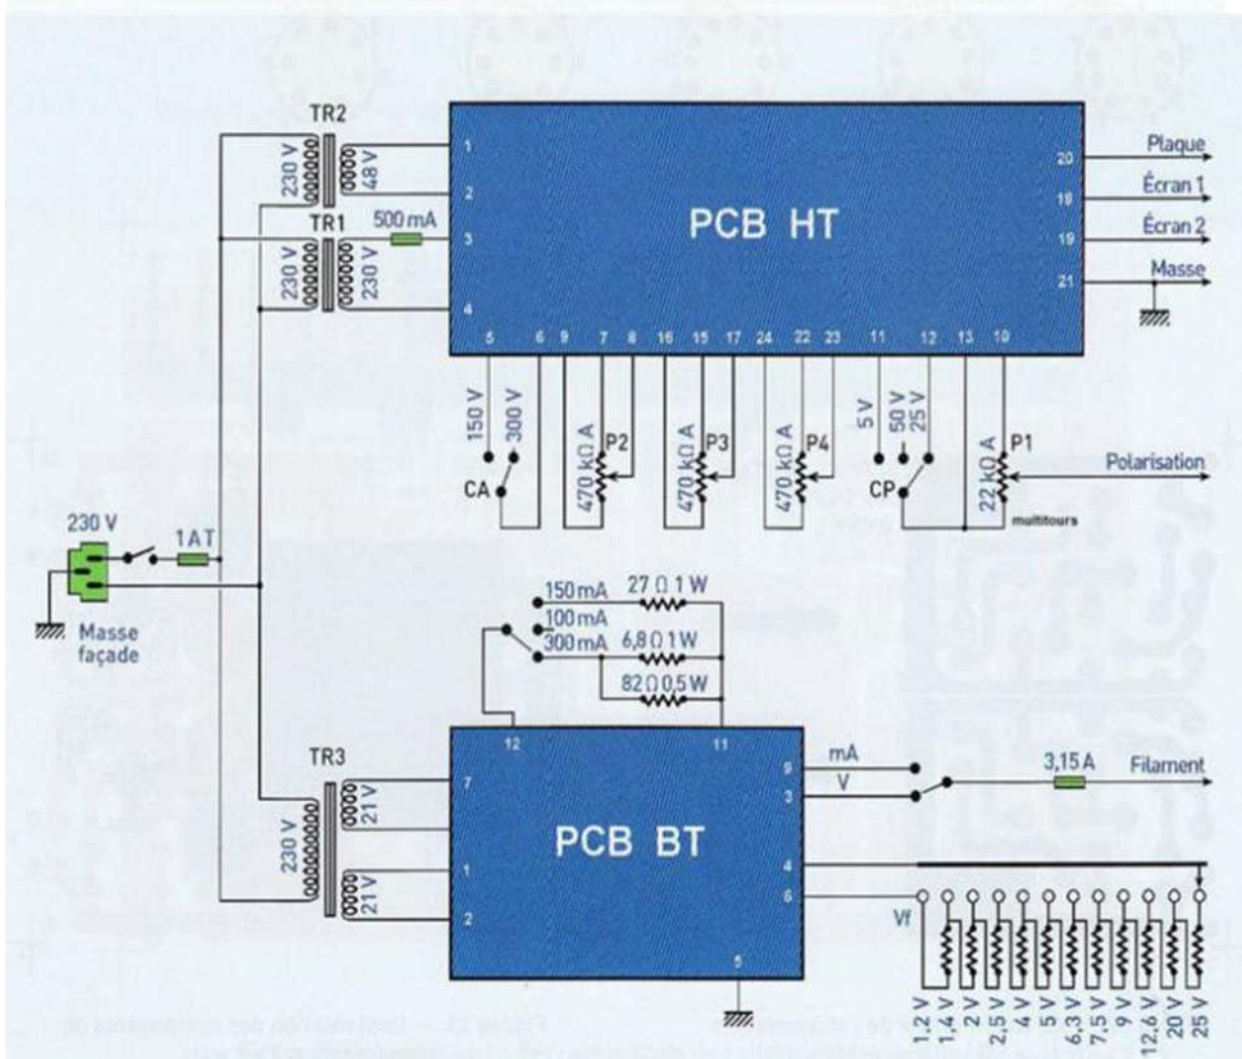 TR2
230 V
48 V
1
2
TR1
230 V
230 V
500 mA
3
4
PCB HT
20
Plaque
18
Écran 1
19
Écran 2
21
Masse
5
6
9
7
8
16
15
17
24
22
23
11
12
13
10
150 V
300 V
CA
470 kΩ A
P2
470 kΩ A
P3
470 kΩ A
P4
5 V
50 V
25 V
CP
22 kΩ A
P1
multitours
Polarisation
230 V
1 A T
Masse
façade
150 mA
27 Ω 1 W
100 mA
300 mA
6,8 Ω 1 W
82 Ω 0,5 W
TR3
230 V
21 V
21 V
12
11
7
1
2
PCB BT
9
mA
3
V
4
6
5
3,15 A
Filament
Vf
1.2 V
1.4 V
2 V
2,5 V
4 V
5 V
6.3 V
7.5 V
9 V
12.6 V
20 V
25 V